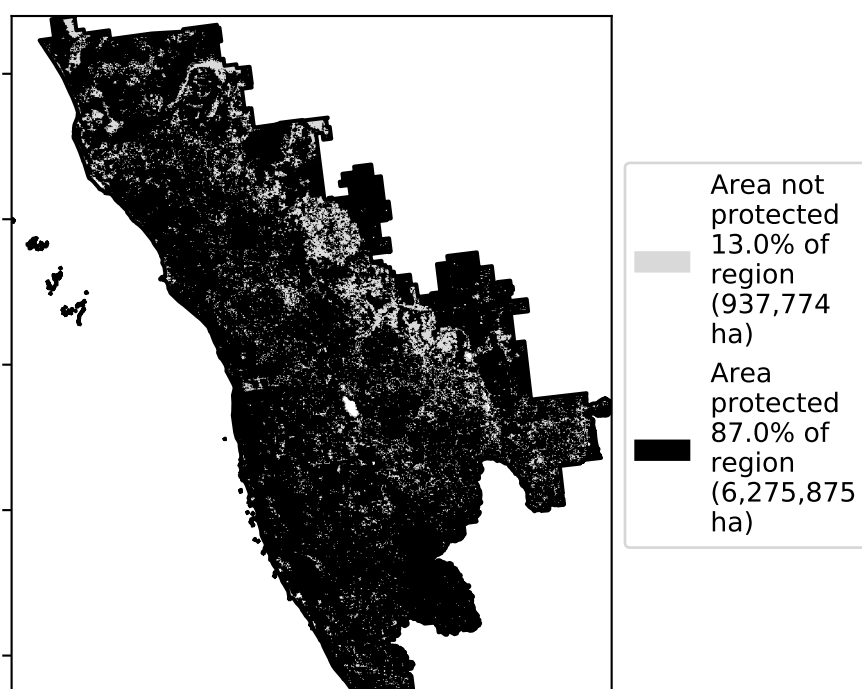 Area not
protected
13.0% of
region
(937,774
ha)
Area
protected
87.0% of
region
(6,275,875
ha)